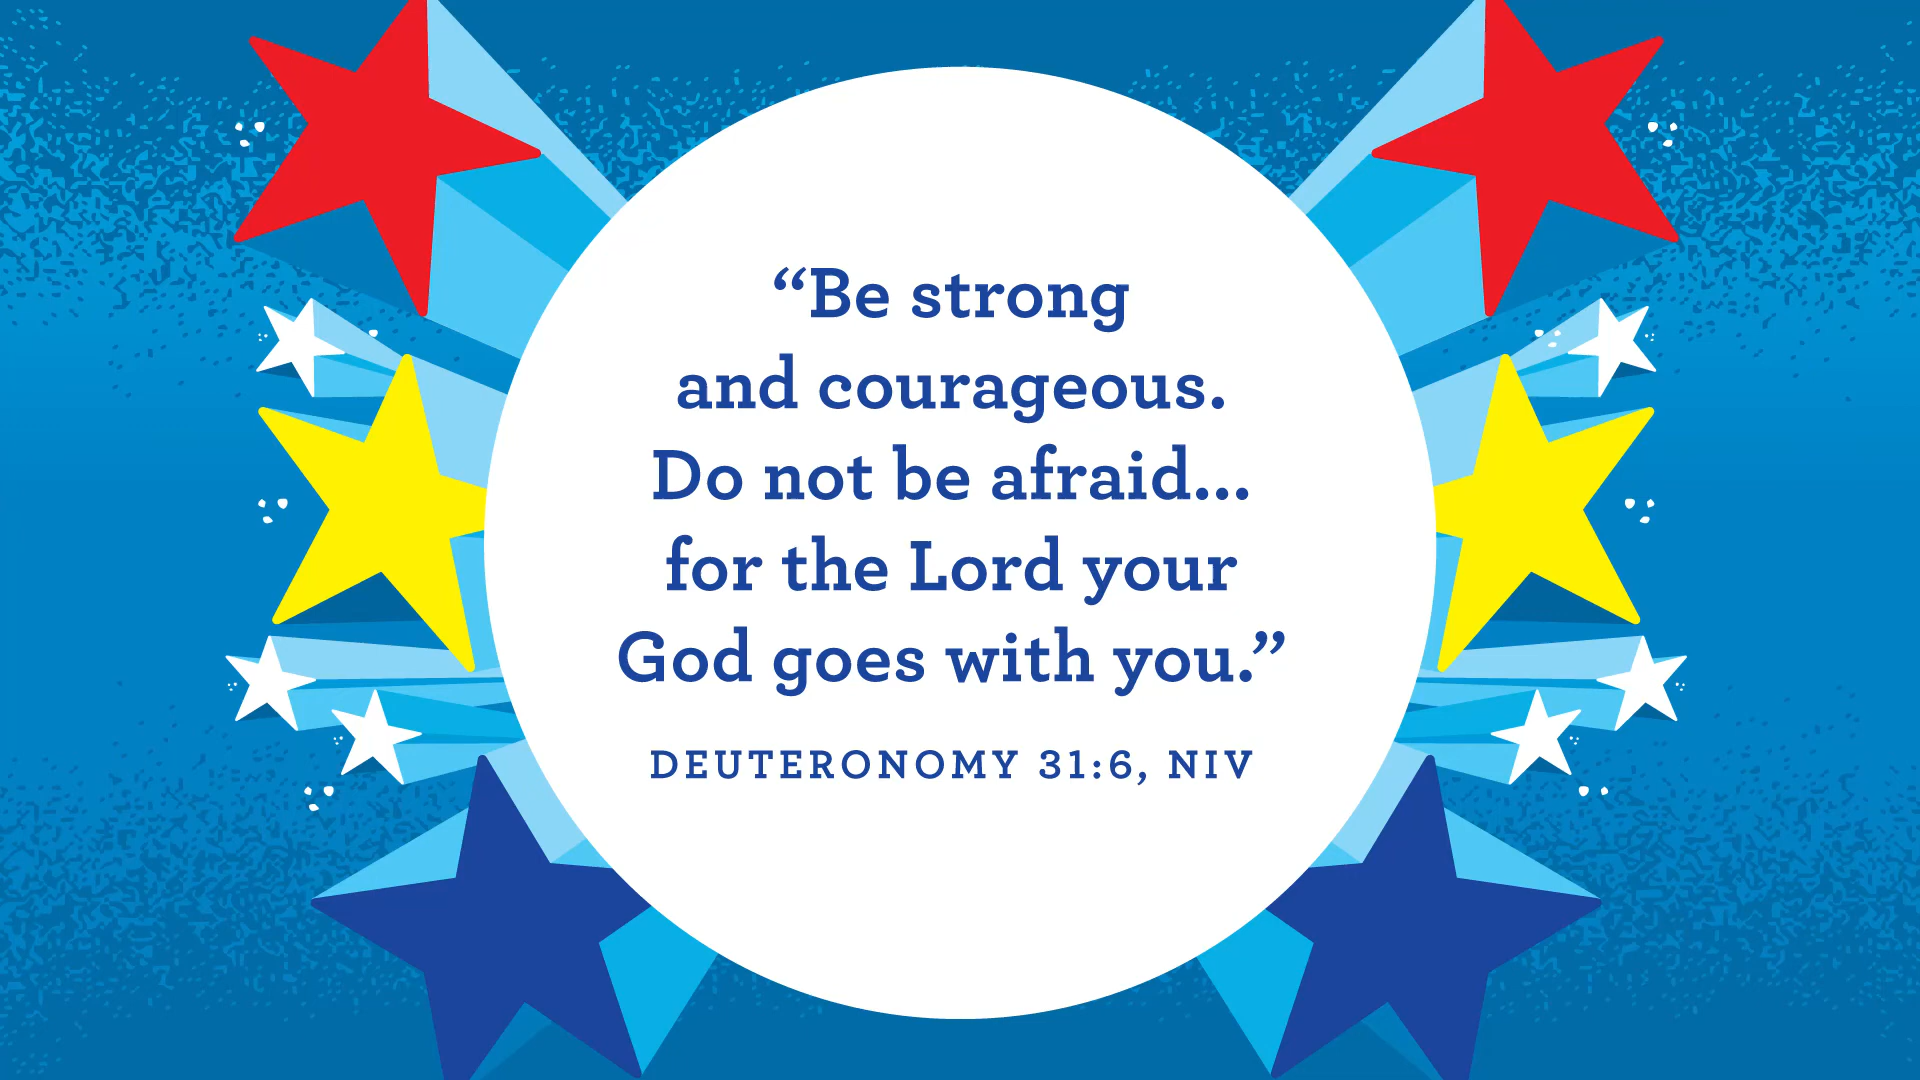 “Be strong
and courageous.
Do not be afraid...
for the Lord your
God goes with you.”
DEUTERONOMY 31:6, NIV